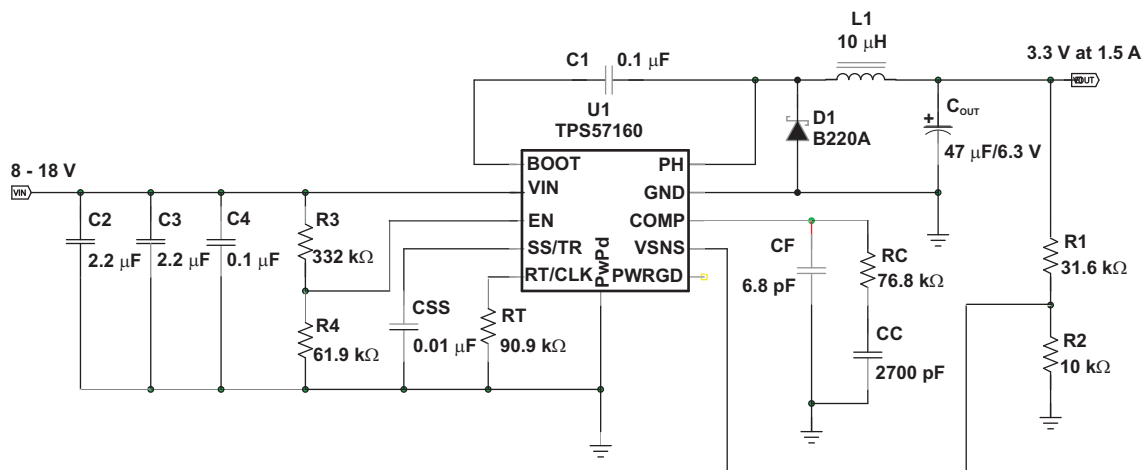 L1
10 μH
3.3 V at 1.5 A
C1
0.1 μF
U1
TPS57160
D1
B220A
C_OUT
47 μF/6.3 V
8 - 18 V
VIN
BOOT
VIN
EN
SS/TR
RT/CLK
PwPd
PH
GND
COMP
VSNS
PWRGD
C2
2.2 μF
C3
2.2 μF
C4
0.1 μF
R3
332 kΩ
R4
61.9 kΩ
CSS
0.01 μF
RT
90.9 kΩ
CF
6.8 pF
RC
76.8 kΩ
CC
2700 pF
R1
31.6 kΩ
R2
10 kΩ